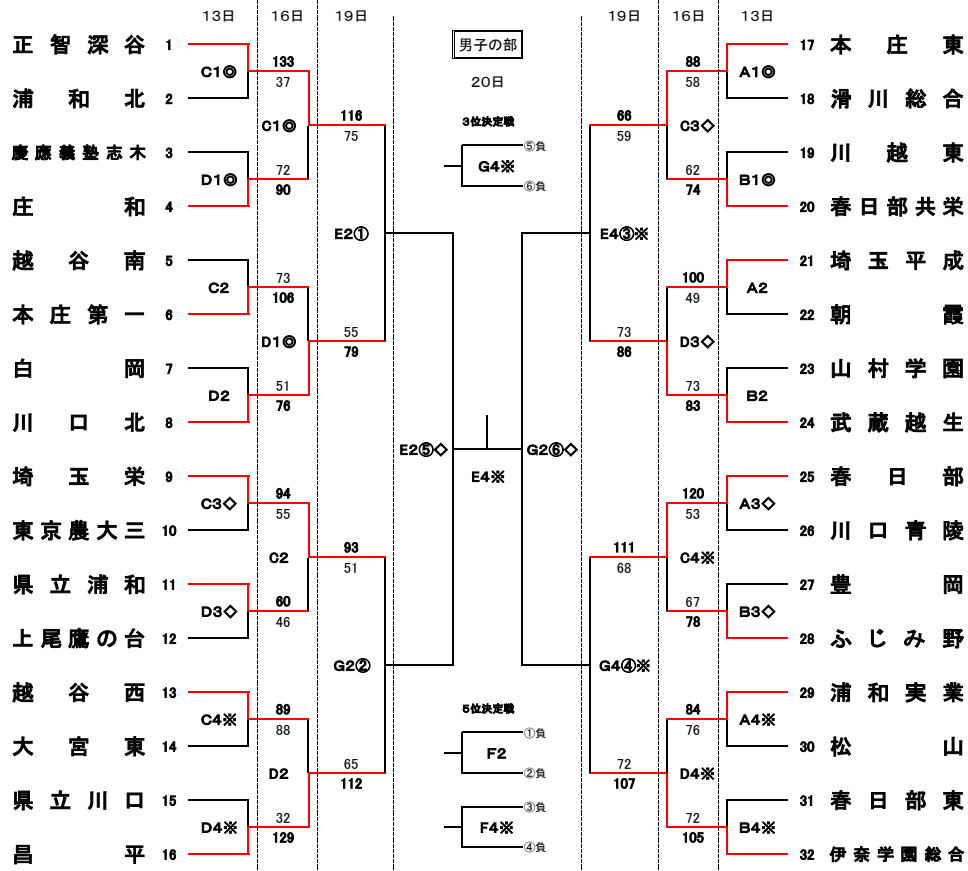 13日 16日 19日 19日 16日 13日
男子の部
20日
正智深谷 1
C1◎
浦和北 2
133
37
C1◎
慶應義塾志木 3
D1◎
庄和 4
72
90
116
75
E2①
越谷南 5
C2
本庄第一 6
73
106
D1◎
白岡 7
D2
川口北 8
51
76
55
79
E2⑤◇
埼玉栄 9
C3◇
東京農大三 10
94
55
C2
県立浦和 11
D3◇
上尾鷹の台 12
60
46
93
51
G2②
越谷西 13
C4※
大宮東 14
89
88
D2
県立川口 15
D4※
昌平 16
32
129
65
112
3位決定戦
⑤負
G4※
⑥負
E4※
5位決定戦
①負
F2
②負
③負
F4※
④負
17 本庄東
A1◎
18 滑川総合
88
58
C3◇
19 川越東
B1◎
20 春日部共栄
62
74
66
59
E4③※
21 埼玉平成
A2
22 朝霞
100
49
D3◇
23 山村学園
B2
24 武蔵越生
73
83
73
86
G2⑥◇
25 春日部
A3◇
26 川口青陵
120
53
C4※
27 豊岡
B3◇
28 ふじみ野
67
78
111
68
G4④※
29 浦和実業
A4※
30 松山
84
76
D4※
31 春日部東
B4※
32 伊奈学園総合
72
105
72
107